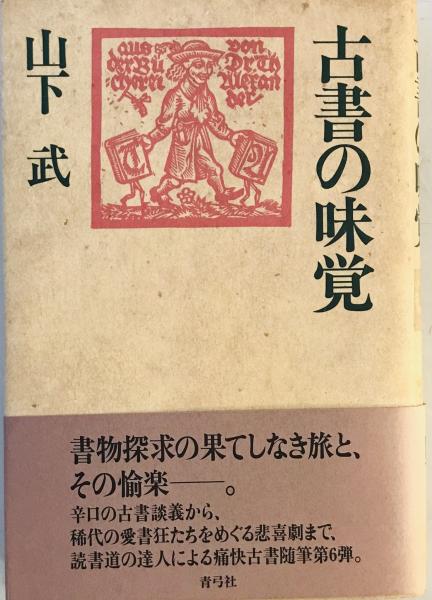 古書の味覚
山下 武
aus der Bücherei
von Dr Th Alexander
書物探求の果てしなき旅と、
その愉楽――。
辛口の古書談義から、
稀代の愛書狂たちをめぐる悲喜劇まで、
読書道の達人による痛快古書随筆第6弾。
青弓社